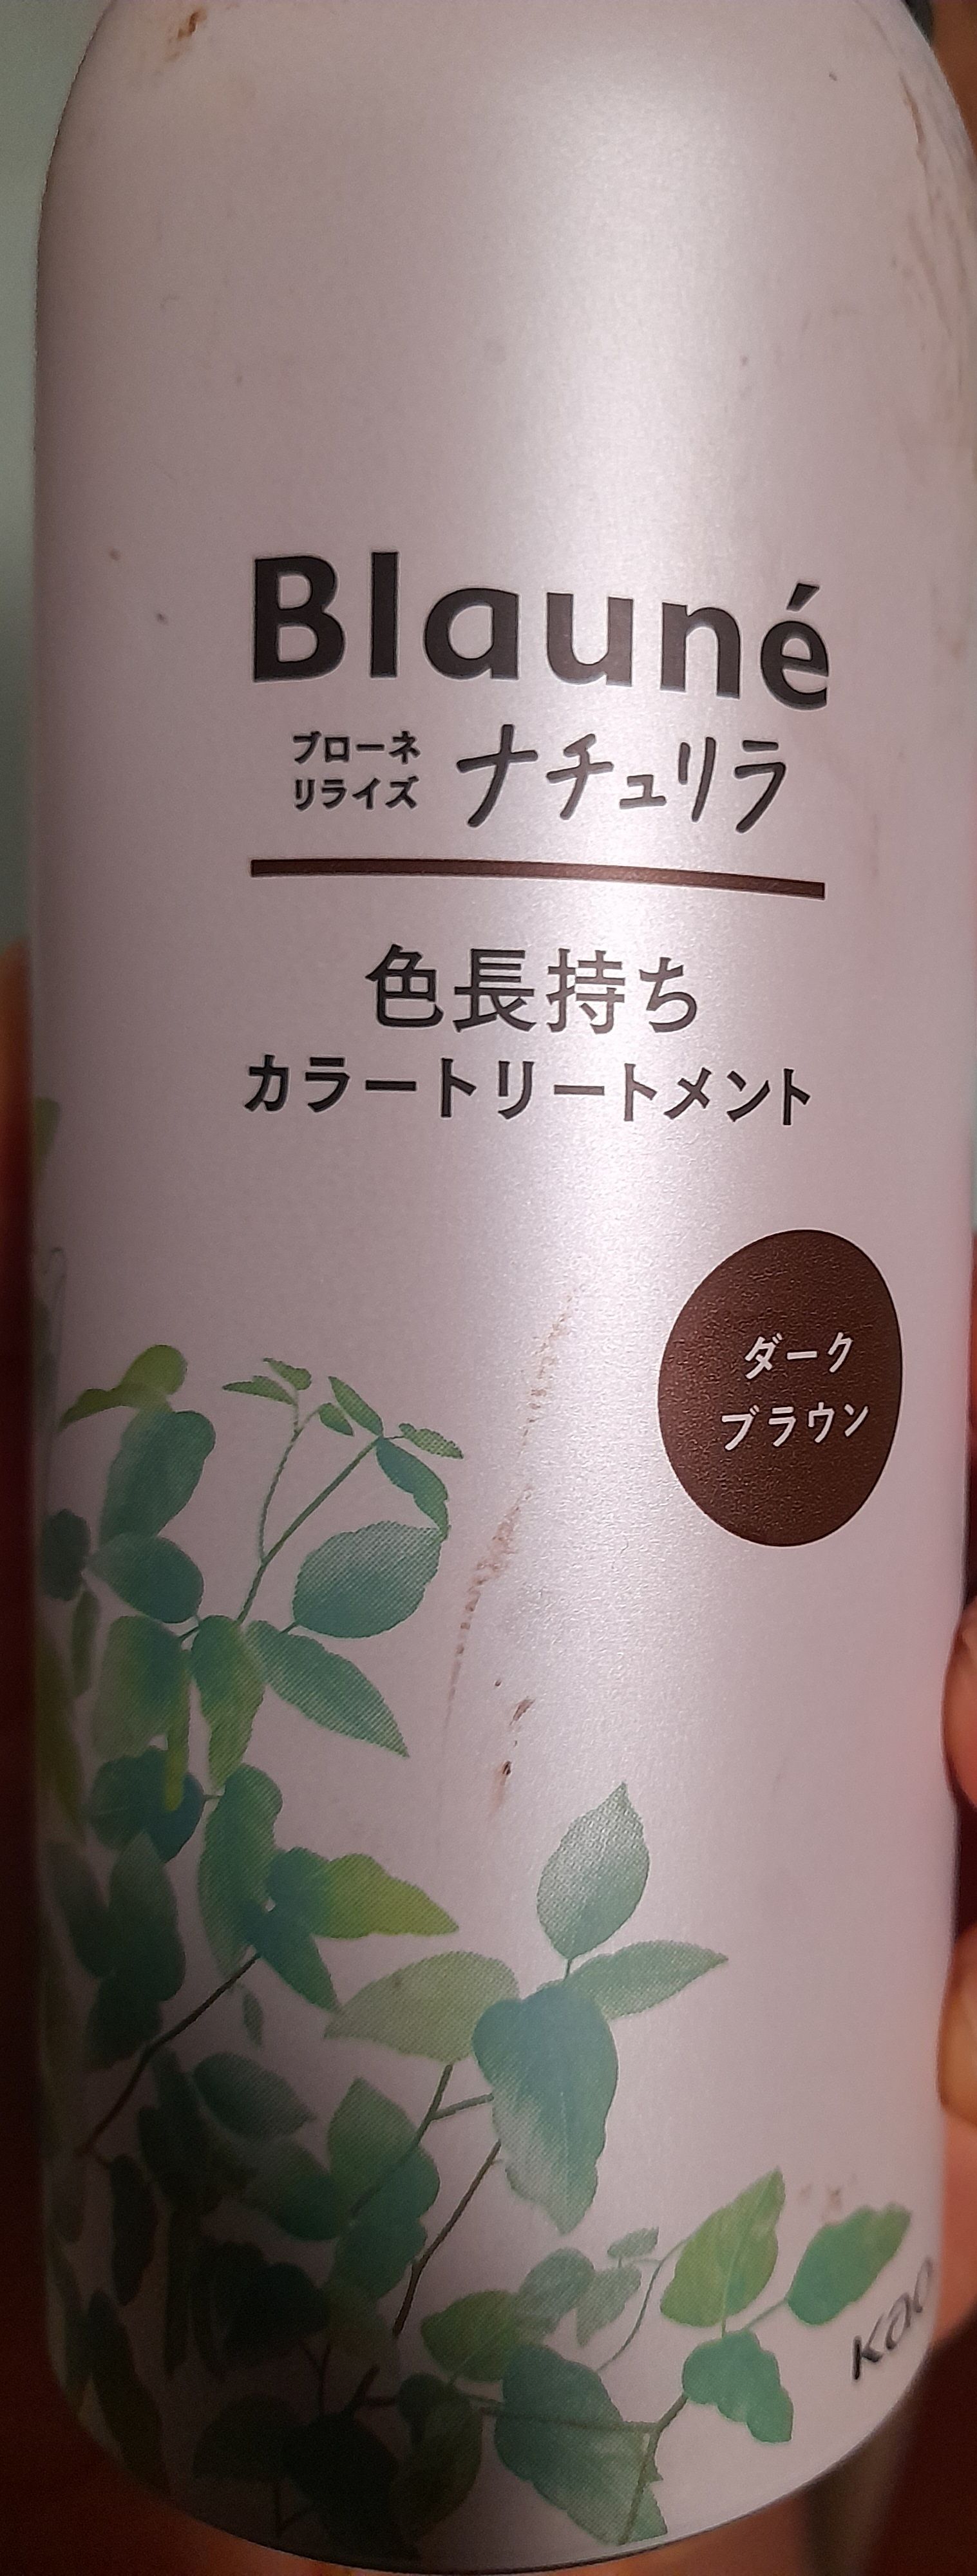 Blauné
ブローネ
リライズ
ナチュリラ
色長持ち
カラートリートメント
ダーク
ブラウン
Kao